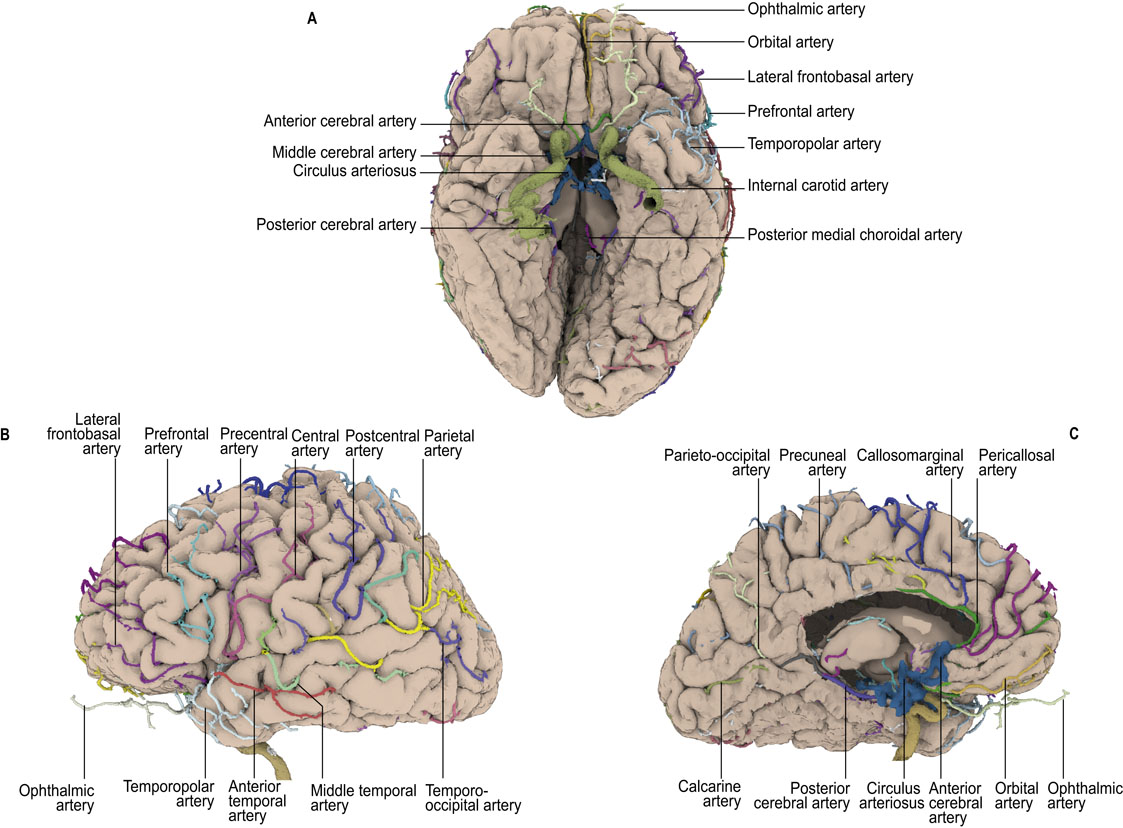 A
Ophthalmic artery
Orbital artery
Lateral frontobasal artery
Prefrontal artery
Temporopolar artery
Internal carotid artery
Posterior medial choroidal artery
Anterior cerebral artery
Middle cerebral artery
Circulus arteriosus
Posterior cerebral artery
B
Lateral
frontobasal
artery
Prefrontal
artery
Precentral
artery
Central
artery
Postcentral
artery
Parietal
artery
Ophthalmic
artery
Temporopolar
artery
Anterior
temporal
artery
Middle temporal
artery
Temporo-
occipital artery
C
Parieto-occipital
artery
Precuneal
artery
Callosomarginal
artery
Pericallosal
artery
Calcarine
artery
Posterior
cerebral artery
Circulus
arteriosus
Anterior
cerebral
artery
Orbital
artery
Ophthalmic
artery